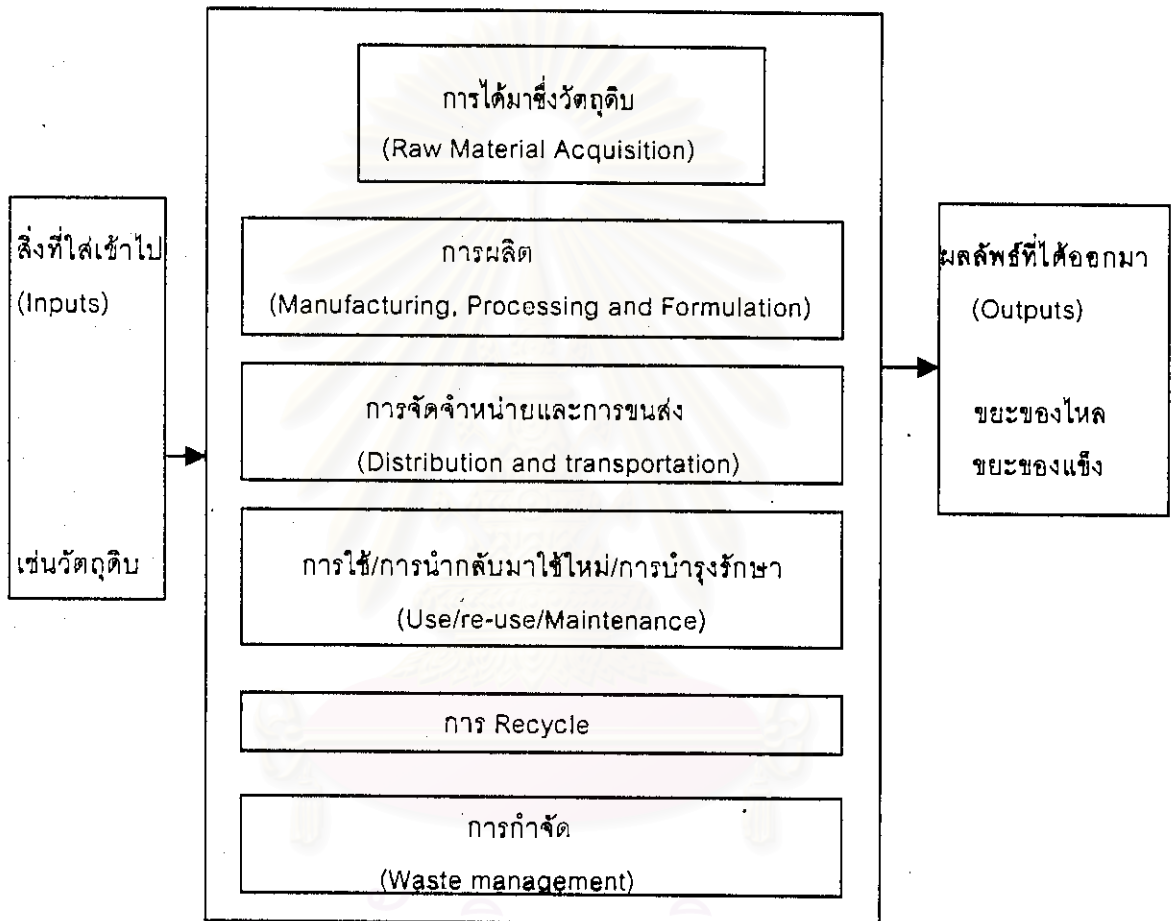 สิ่งที่ใส่เข้าไป
(Inputs)
เช่นวัตถุดิบ
การได้มาซึ่งวัตถุดิบ
(Raw Material Acquisition)
การผลิต
(Manufacturing, Processing and Formulation)
การจัดจำหน่ายและการขนส่ง
(Distribution and transportation)
การใช้/การนำกลับมาใช้ใหม่/การบำรุงรักษา
(Use/re-use/Maintenance)
การ Recycle
การกำจัด
(Waste management)
ผลลัพธ์ที่ได้ออกมา
(Outputs)
ขยะของไหล
ขยะของแข็ง